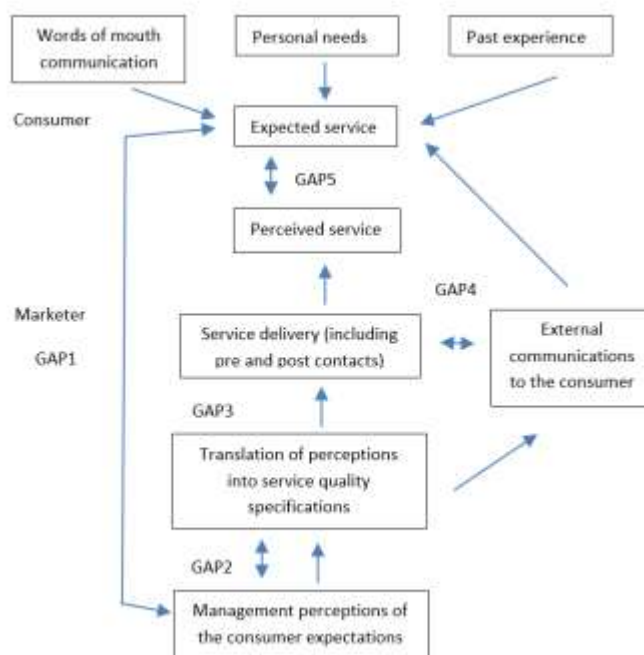 Words of mouth
communication
Personal needs
Past experience
Consumer
Expected service
GAP5
Perceived service
GAP4
Marketer
GAP1
Service delivery (including
pre and post contacts)
External
communications
to the consumer
GAP3
Translation of perceptions
into service quality
specifications
GAP2
Management perceptions of
the consumer expectations